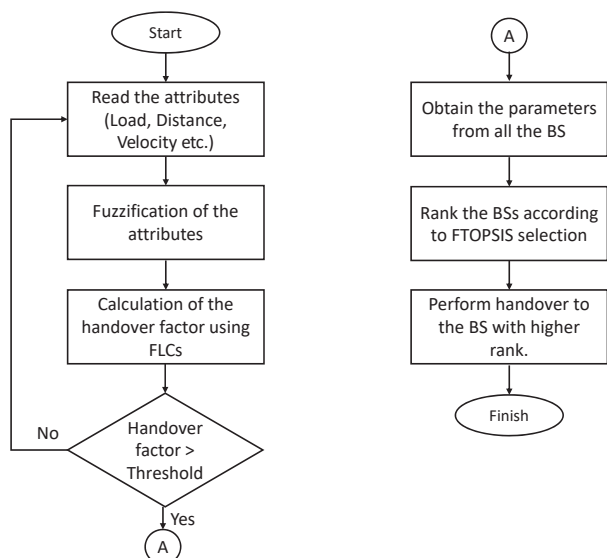 Start
Read the attributes
(Load, Distance,
Velocity etc.)
Fuzzification of the
attributes
Calculation of the
handover factor using
FLCs
No
Handover
factor >
Threshold
Yes
A
A
Obtain the parameters
from all the BS
Rank the BSs according
to FTOPSIS selection
Perform handover to
the BS with higher
rank.
Finish